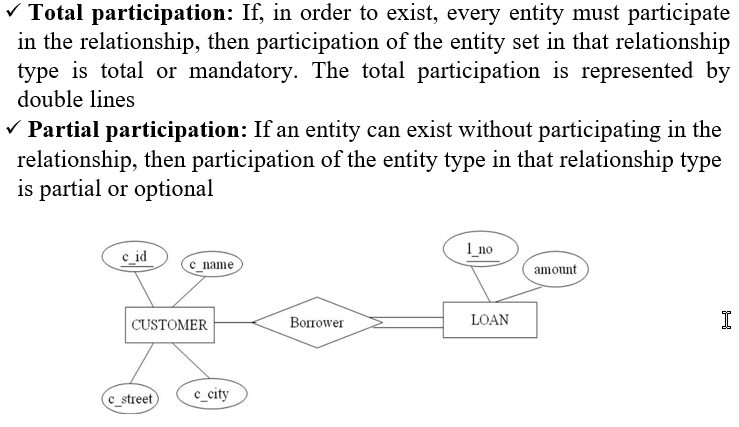 ✓ Total participation: If, in order to exist, every entity must participate
in the relationship, then participation of the entity set in that relationship
type is total or mandatory. The total participation is represented by
double lines
✓ Partial participation: If an entity can exist without participating in the
relationship, then participation of the entity type in that relationship type
is partial or optional
c_id
c_name
l_no
amount
CUSTOMER
Borrower
LOAN
c_street
c_city